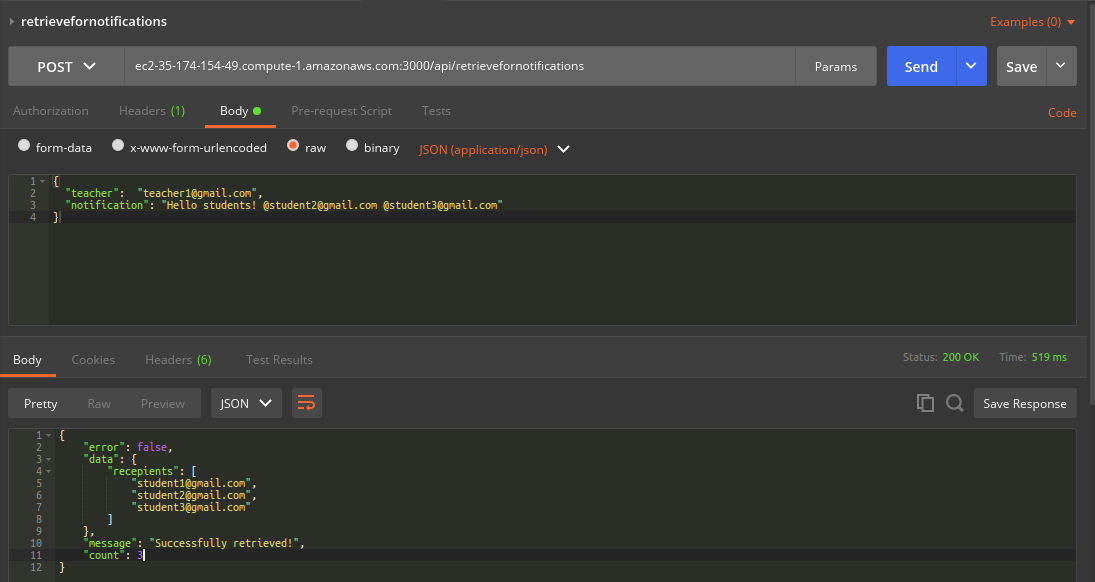 retrievefornotifications
Examples (0)
POST ec2-35-174-154-49.compute-1.amazonaws.com:3000/api/retrievefornotifications Params Send Save
Authorization Headers (1) Body Pre-request Script Tests Code
form-data x-www-form-urlencoded raw binary JSON (application/json)
1 {
2 "teacher": "teacher1@gmail.com",
3 "notification": "Hello students! @student2@gmail.com @student3@gmail.com"
4 }
Body Cookies Headers (6) Test Results Status: 200 OK Time: 519 ms
Pretty Raw Preview JSON Save Response
1 {
2 "error": false,
3 "data": {
4 "recepients": [
5 "student1@gmail.com",
6 "student2@gmail.com",
7 "student3@gmail.com"
8 ]
9 },
10 "message": "Successfully retrieved!",
11 "count": 3
12 }